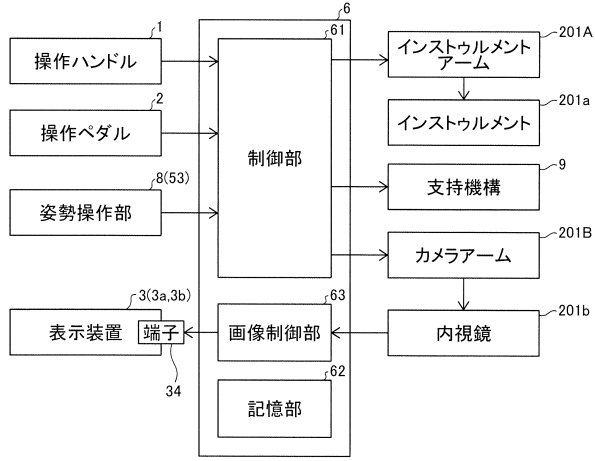 6
1
操作ハンドル
2
操作ペダル
8(53)
姿勢操作部
3(3a,3b)
表示装置
端子
34
61
制御部
63
画像制御部
62
記憶部
201A
インストゥルメント
アーム
201a
インストゥルメント
9
支持機構
201B
カメラアーム
201b
内視鏡